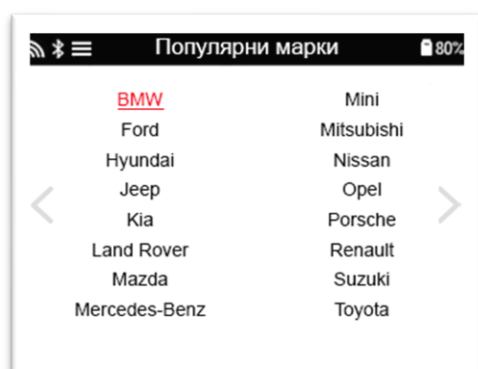 Популярни марки 80%
BMW
Ford
Hyundai
Jeep
Kia
Land Rover
Mazda
Mercedes-Benz
Mini
Mitsubishi
Nissan
Opel
Porsche
Renault
Suzuki
Toyota